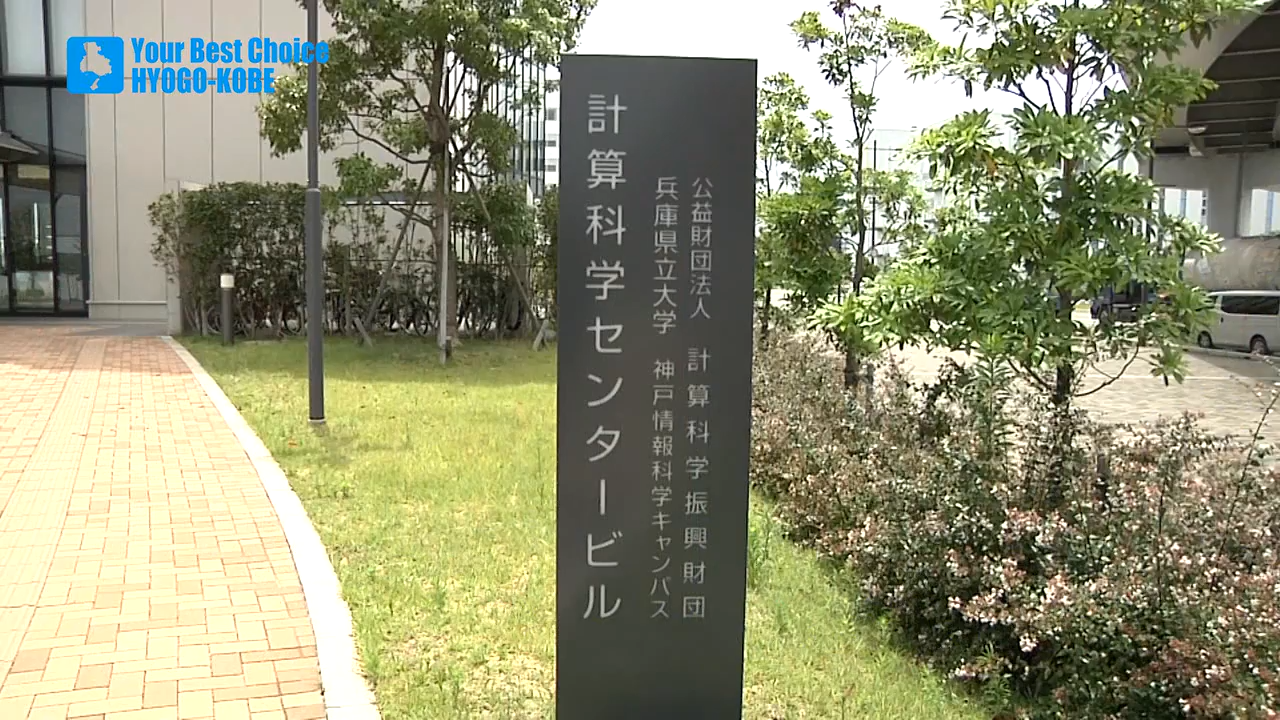 Your Best Choice
HYOGO-KOBE
公益財団法人 計算科学振興財団
兵庫県立大学 神戸情報科学キャンパス
計算科学センタービル